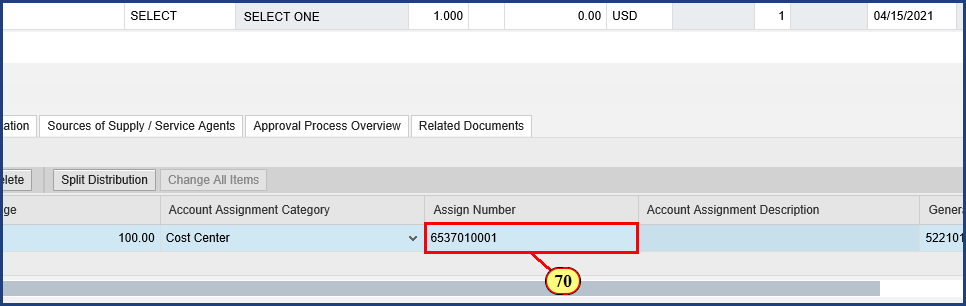 SELECT SELECT ONE 1.000 0.00 USD 1 04/15/2021
ation Sources of Supply / Service Agents Approval Process Overview Related Documents
elete Split Distribution Change All Items
ge Account Assignment Category Assign Number Account Assignment Description Genera
100.00 Cost Center 6537010001 522101
70